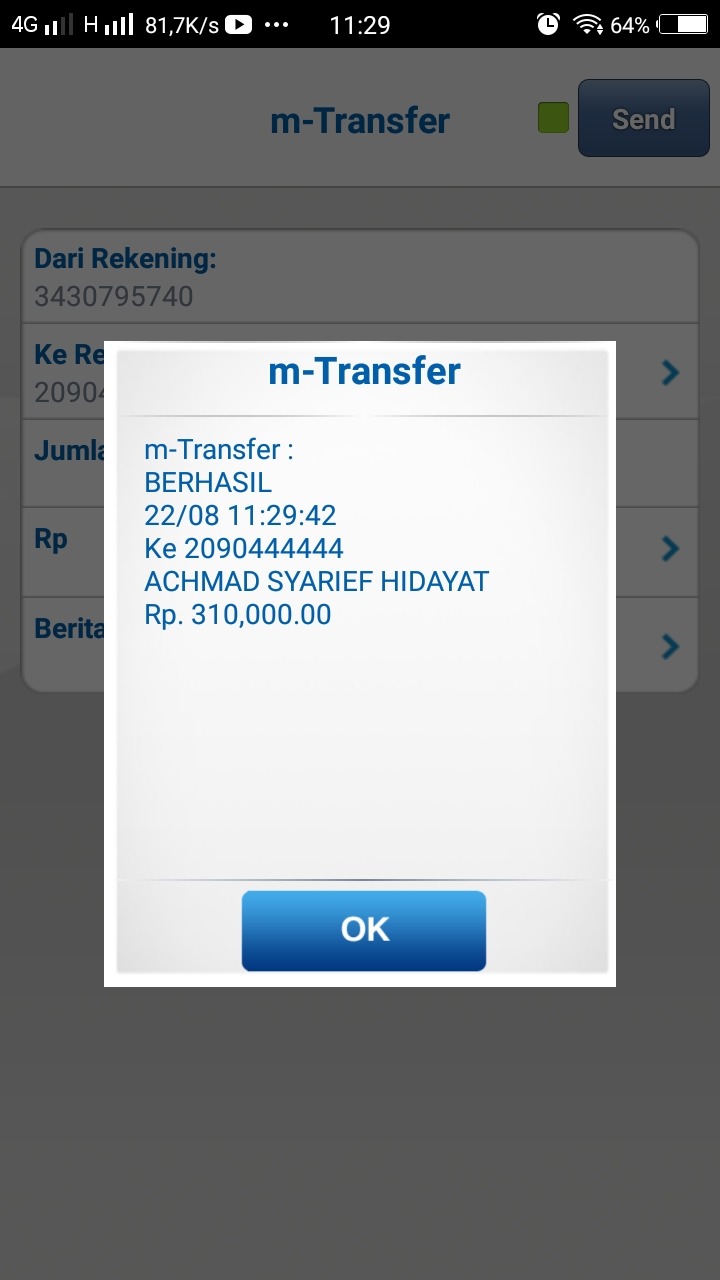 4G H 81,7K/s 11:29 64%
m-Transfer
Send
Dari Rekening:
3430795740
Ke Re
2090
Jumla
Rp
Berita
m-Transfer
m-Transfer :
BERHASIL
22/08 11:29:42
Ke 2090444444
ACHMAD SYARIEF HIDAYAT
Rp. 310,000.00
OK